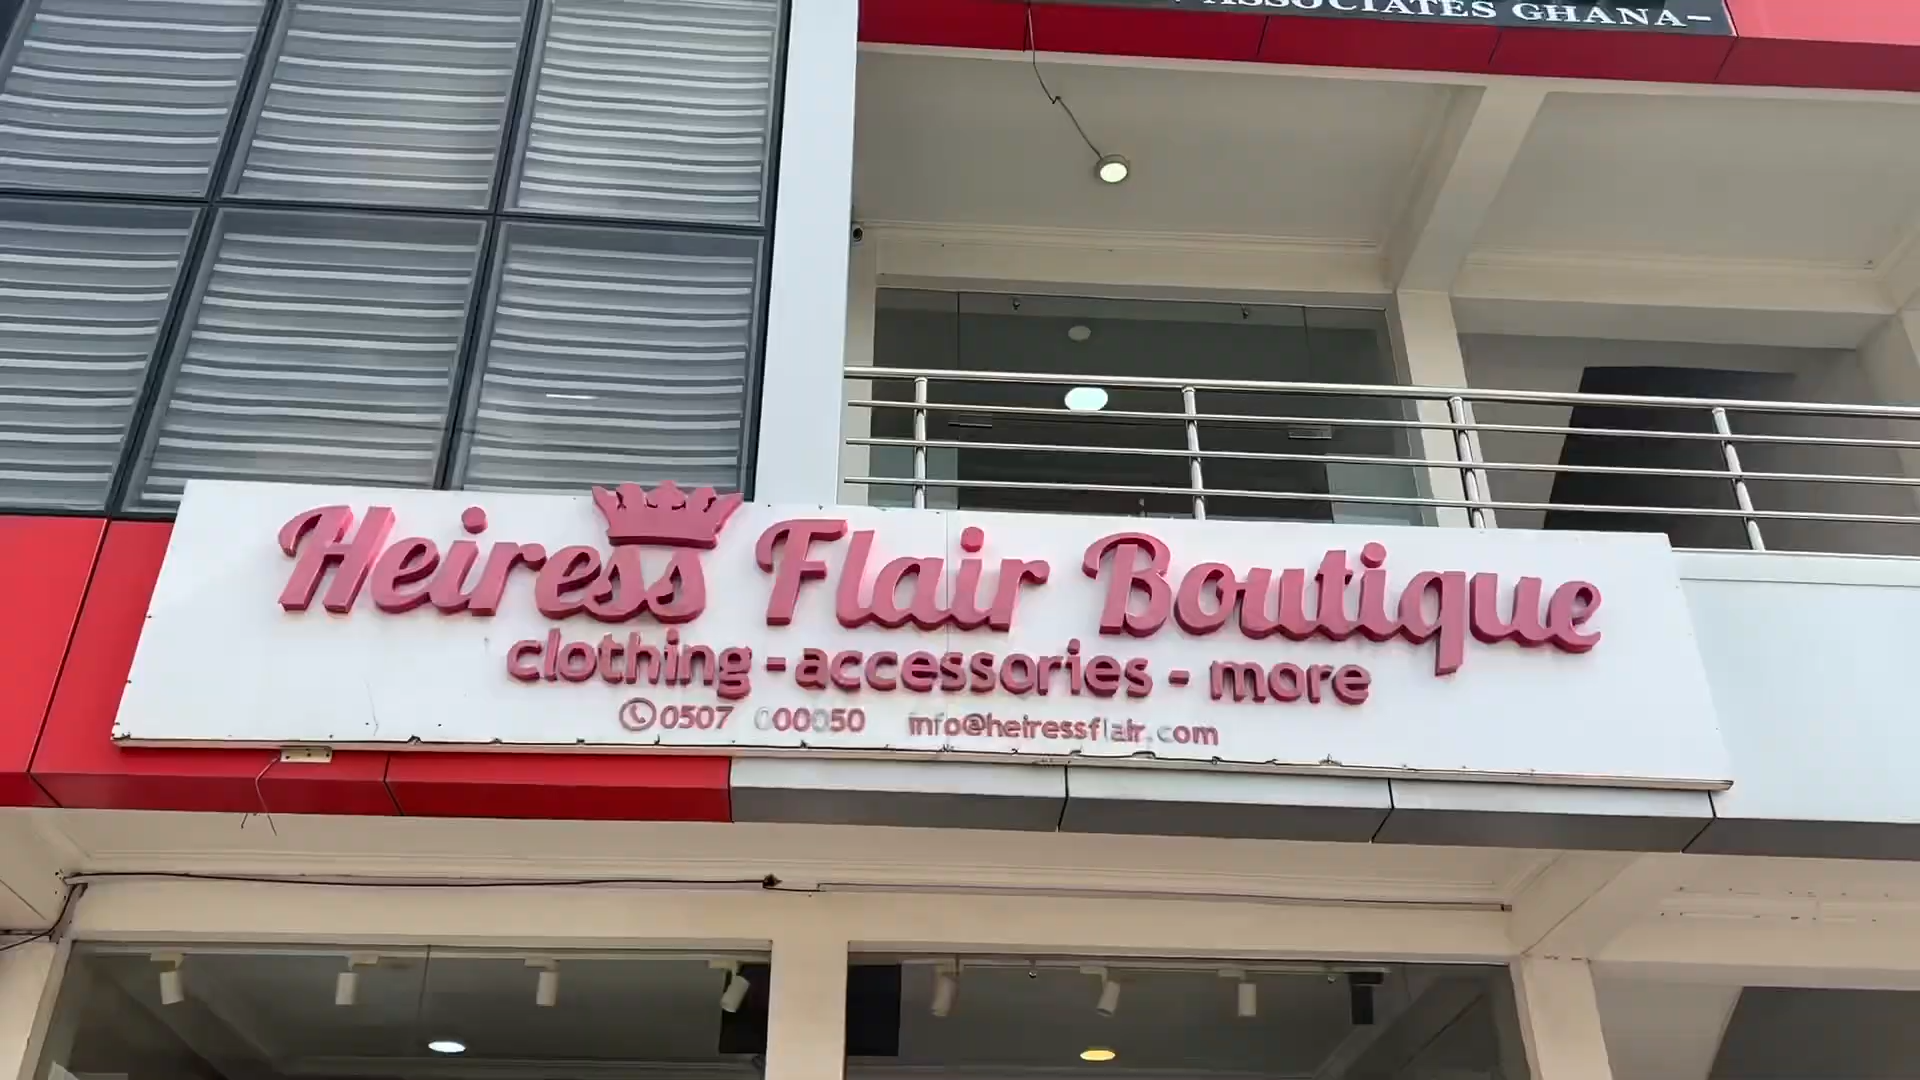 ASSOCIATES GHANA-
Heiress Flair Boutique
clothing - accessories - more
0507 000050 info@heiressflair.com